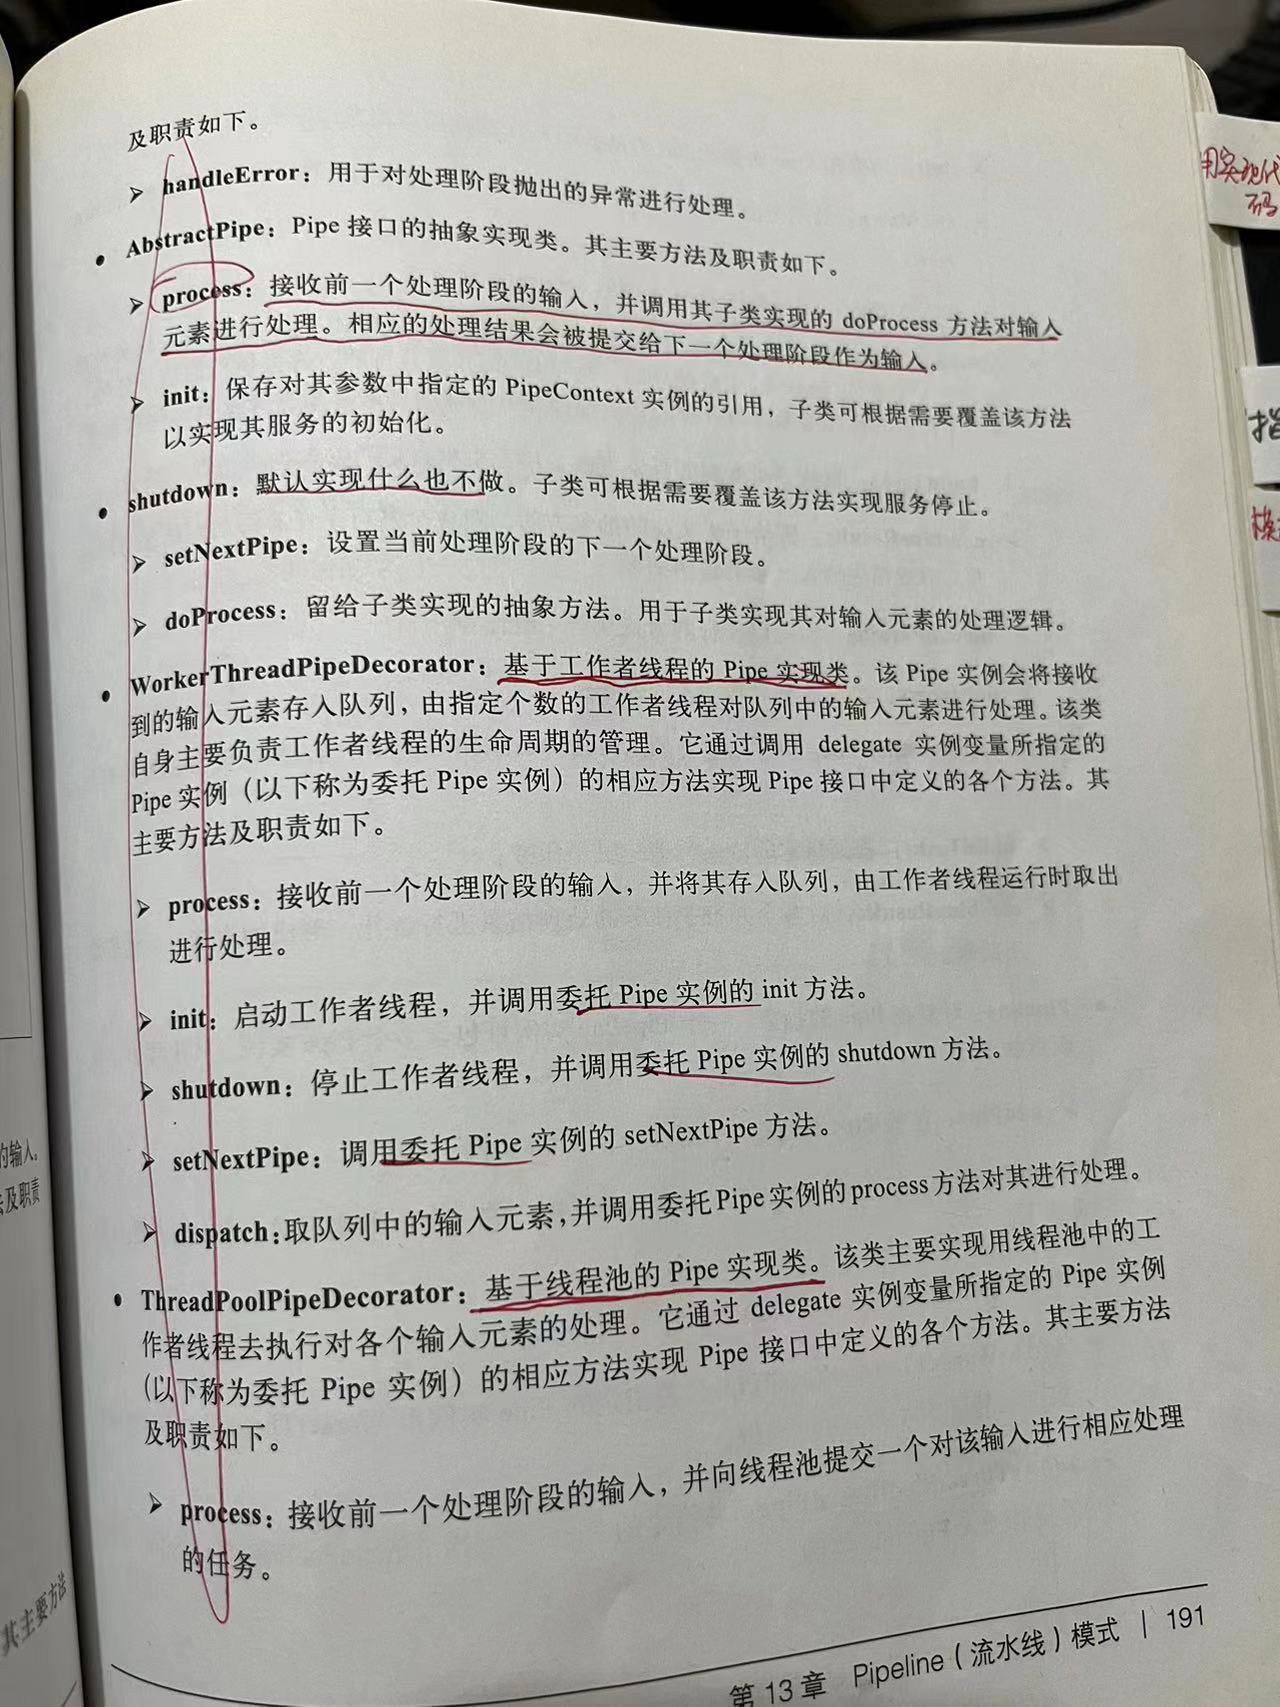 及职责如下。
➢ handleError：用于对处理阶段抛出的异常进行处理。
• AbstractPipe：Pipe 接口的抽象实现类。其主要方法及职责如下。
➢ process：接收前一个处理阶段的输入，并调用其子类实现的 doProcess 方法对输入
元素进行处理。相应的处理结果会被提交给下一个处理阶段作为输入。
➢ init：保存对其参数中指定的 PipeContext 实例的引用，子类可根据需要覆盖该方法
以实现其服务的初始化。
• shutdown：默认实现什么也不做。子类可根据需要覆盖该方法实现服务停止。
➢ setNextPipe：设置当前处理阶段的下一个处理阶段。
➢ doProcess：留给子类实现的抽象方法。用于子类实现其对输入元素的处理逻辑。
• WorkerThreadPipeDecorator：基于工作者线程的 Pipe 实现类。该 Pipe 实例会将接收
到的输入元素存入队列，由指定个数的工作者线程对队列中的输入元素进行处理。该类
自身主要负责工作者线程的生命周期的管理。它通过调用 delegate 实例变量所指定的
Pipe 实例（以下称为委托 Pipe 实例）的相应方法实现 Pipe 接口中定义的各个方法。其
主要方法及职责如下。
➢ process：接收前一个处理阶段的输入，并将其存入队列，由工作者线程运行时取出
进行处理。
➢ init：启动工作者线程，并调用委托 Pipe 实例的 init 方法。
➢ shutdown：停止工作者线程，并调用委托 Pipe 实例的 shutdown 方法。
➢ setNextPipe：调用委托 Pipe 实例的 setNextPipe 方法。
➢ dispatch：取队列中的输入元素，并调用委托Pipe实例的process方法对其进行处理。
• ThreadPoolPipeDecorator：基于线程池的 Pipe 实现类。该类主要实现用线程池中的工
作者线程去执行对各个输入元素的处理。它通过 delegate 实例变量所指定的 Pipe 实例
（以下称为委托 Pipe 实例）的相应方法实现 Pipe 接口中定义的各个方法。其主要方法
及职责如下。
➢ process：接收前一个处理阶段的输入，并向线程池提交一个对该输入进行相应处理
的任务。
第 13 章 Pipeline（流水线）模式 | 191
用实现代
码
指
的输入。
及职责
其主要方法